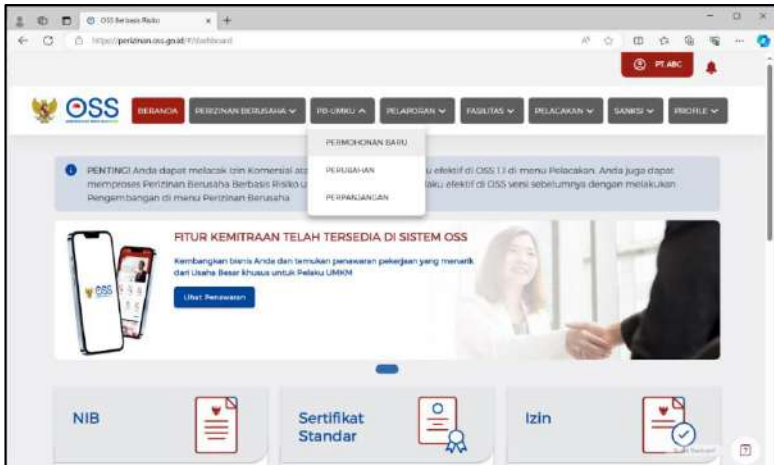 OSS Berbasis Risiko
https://perizinan.oss.go.id/#/dashboard
PT ABC
OSS
BERANDA
PERIZINAN BERUSAHA
PB-UMKU
PELAPORAN
FASILITAS
PELACAKAN
SANKSI
PROFILE
PERMOHONAN BARU
PERUBAHAN
PERPANJANGAN
PENTING! Anda dapat melacak Izin Komersial ata u efektif di OSS 1.1 di menu Pelacakan. Anda juga dapat
memproses Perizinan Berusaha Berbasis Risiko u laku efektif di OSS versi sebelumnya dengan melakukan
Pengembangan di menu Perizinan Berusaha
FITUR KEMITRAAN TELAH TERSEDIA DI SISTEM OSS
Kembangkan bisnis Anda dan temukan penawaran pekerjaan yang menarik
dari Usaha Besar khusus untuk Pelaku UMKM
Lihat Penawaran
OSS
NIB
Sertifikat
Standar
Izin